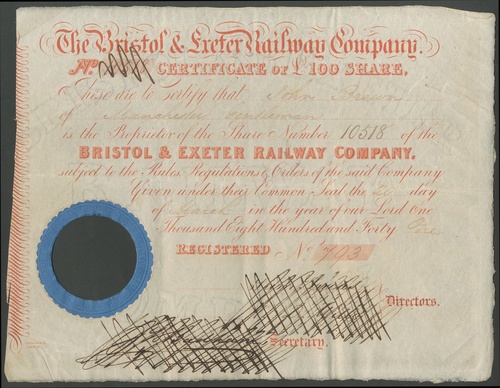 The Bristol & Exeter Railway Company.
No. CERTIFICATE OF £100 SHARE,
These are to Certify that John Brown
of Manchester Gentleman
is the Proprietor of the Share Number 10518 of the
BRISTOL & EXETER RAILWAY COMPANY,
subject to the Rules, Regulations & Orders of the said Company
Given under their Common Seal the day
of March in the year of our Lord One
Thousand Eight Hundred and Forty
REGISTERED No. 793
Directors.
Secretary.